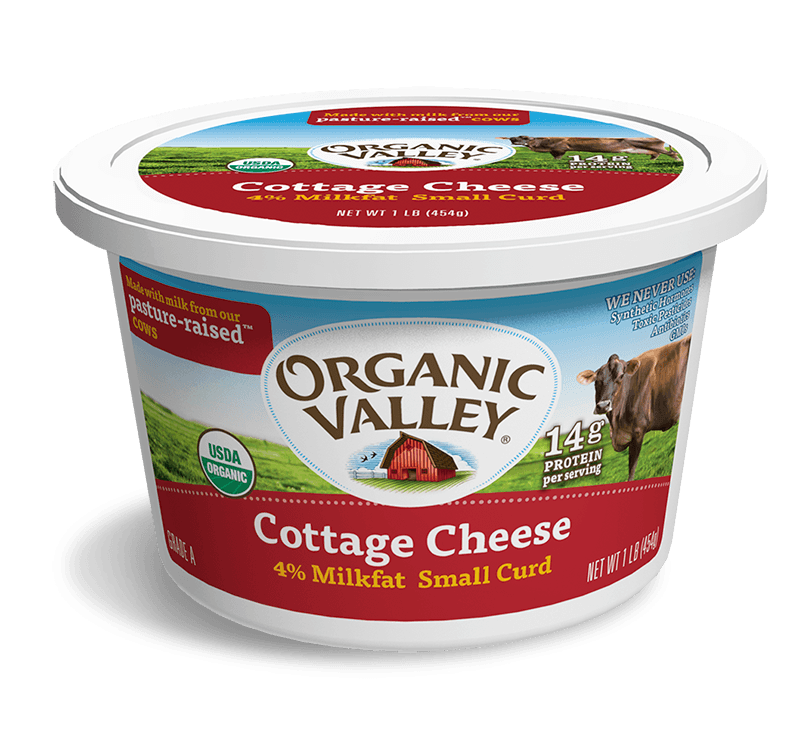 Made with milk from our
pasture-raised™ cows
ORGANIC
VALLEY
USDA
ORGANIC
14g
PROTEIN
per serving
Cottage Cheese
4% Milkfat Small Curd
NET WT 1 LB (454g)
Made with milk from our
pasture-raised™
cows
WE NEVER USE:
Synthetic Hormones
Toxic Pesticides
Antibiotics
GMOs
ORGANIC
VALLEY®
14g
PROTEIN
per serving
USDA
ORGANIC
Cottage Cheese
4% Milkfat Small Curd
GRADE A
NET WT 1 LB (454g)